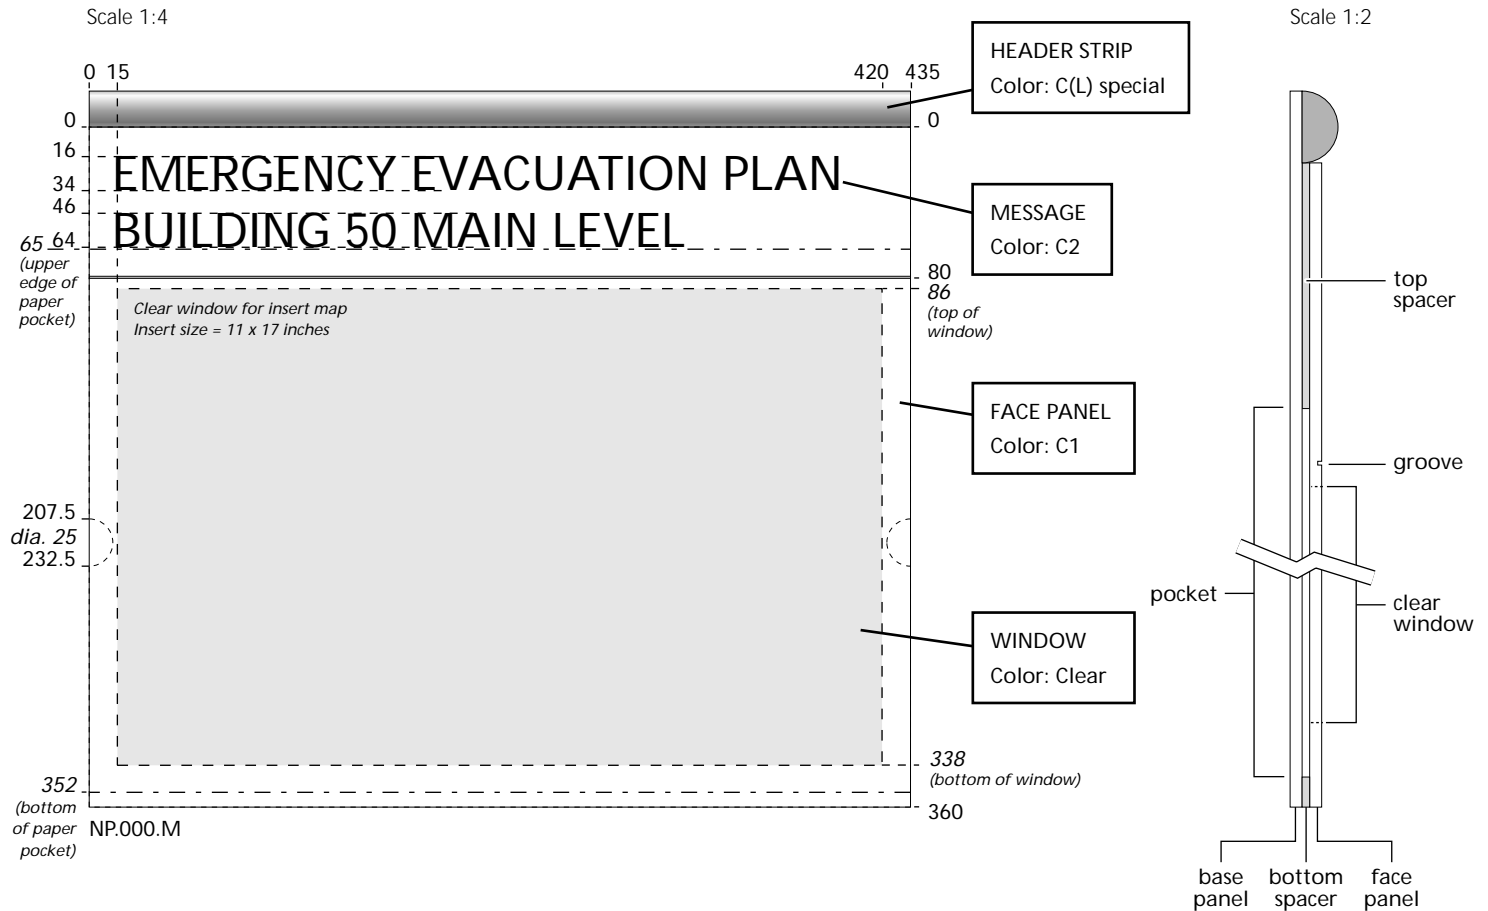 Scale 1:4
Scale 1:2
0 15
420 435
HEADER STRIP
Color: C(L) special
0
0
16
34
46
65 64
(upper
edge of
paper
pocket)
EMERGENCY EVACUATION PLAN
BUILDING 50 MAIN LEVEL
MESSAGE
Color: C2
80
86
(top of
window)
Clear window for insert map
Insert size = 11 x 17 inches
top
spacer
FACE PANEL
Color: C1
groove
207.5
dia. 25
232.5
pocket
clear
window
WINDOW
Color: Clear
338
(bottom of window)
352
(bottom
of paper
pocket)
360
NP.000.M
base
panel
bottom
spacer
face
panel